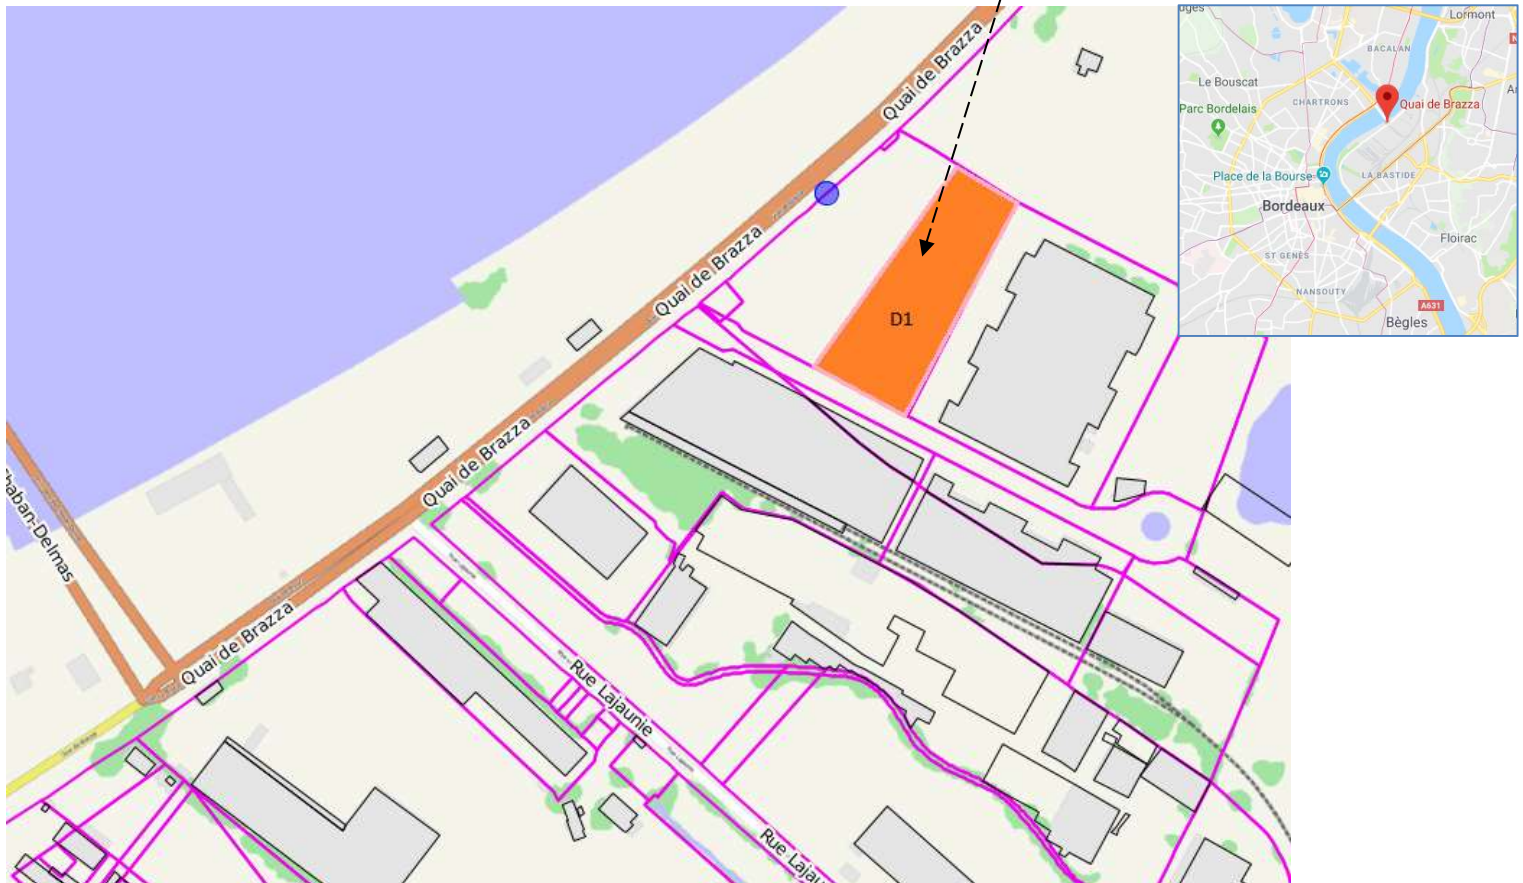 Quai de Brazza
Quai de Brazza
Quai de Brazza
Quai de Brazza
Quai de Brazza
D1
haban-Delmas
Rue Lajaunie
Rue Lajau
Lormont
BACALAN
Le Bouscat
CHARTRONS
Quai de Brazza
Parc Bordelais
Place de la Bourse
LA BASTIDE
Bordeaux
Floirac
ST GENÈS
NANSOUTY
A631
Bègles